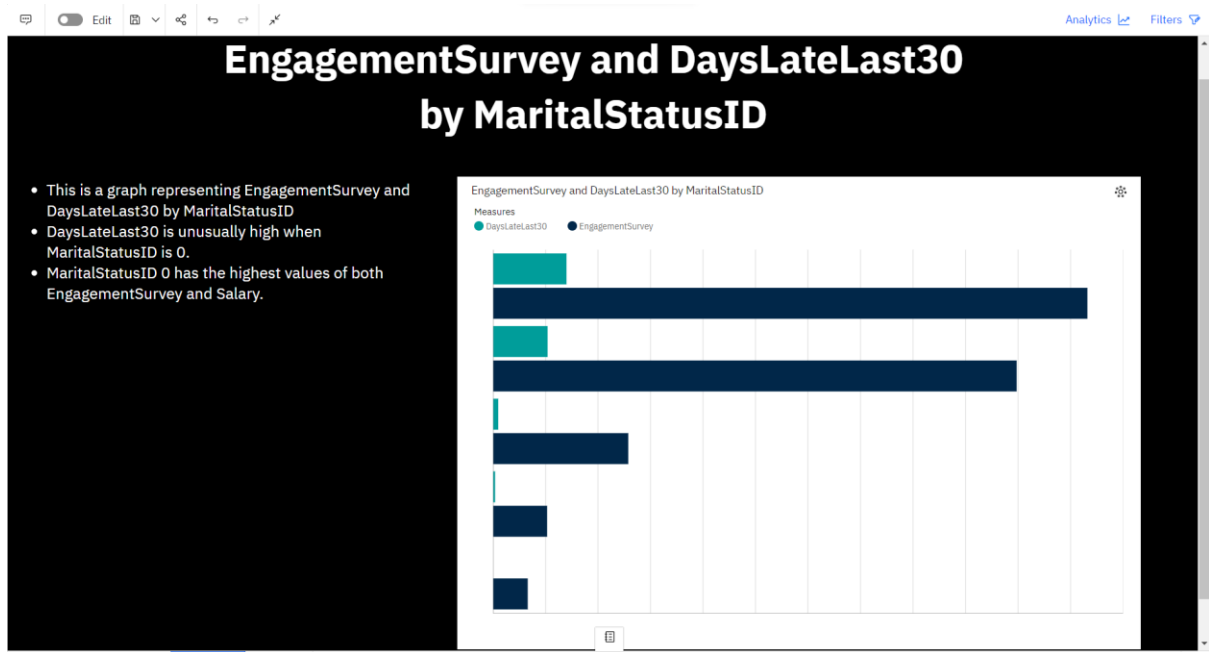 Edit
Analytics
Filters
EngagementSurvey and DaysLateLast30
by MaritalStatusID
• This is a graph representing EngagementSurvey and
DaysLateLast30 by MaritalStatusID
• DaysLateLast30 is unusually high when
MaritalStatusID is 0.
• MaritalStatusID 0 has the highest values of both
EngagementSurvey and Salary.
EngagementSurvey and DaysLateLast30 by MaritalStatusID
Measures
DaysLateLast30 EngagementSurvey